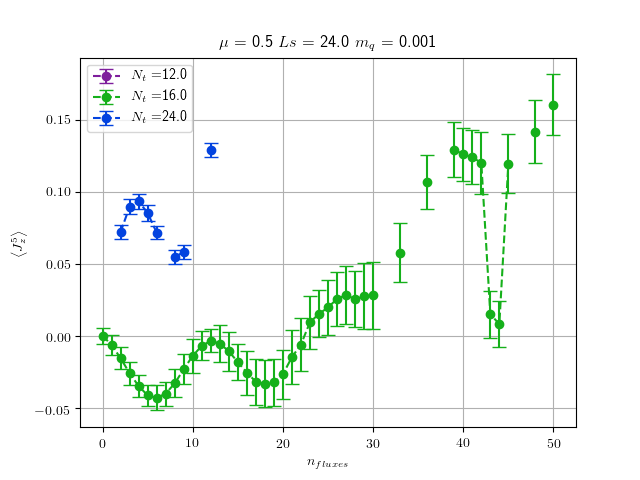 μ = 0.5 Ls = 24.0 m_q = 0.001
N_t =12.0
N_t =16.0
N_t =24.0
0.15
0.10
0.05
0.00
−0.05
⟨J_z^5⟩
0 10 20 30 40 50
n_fluxes